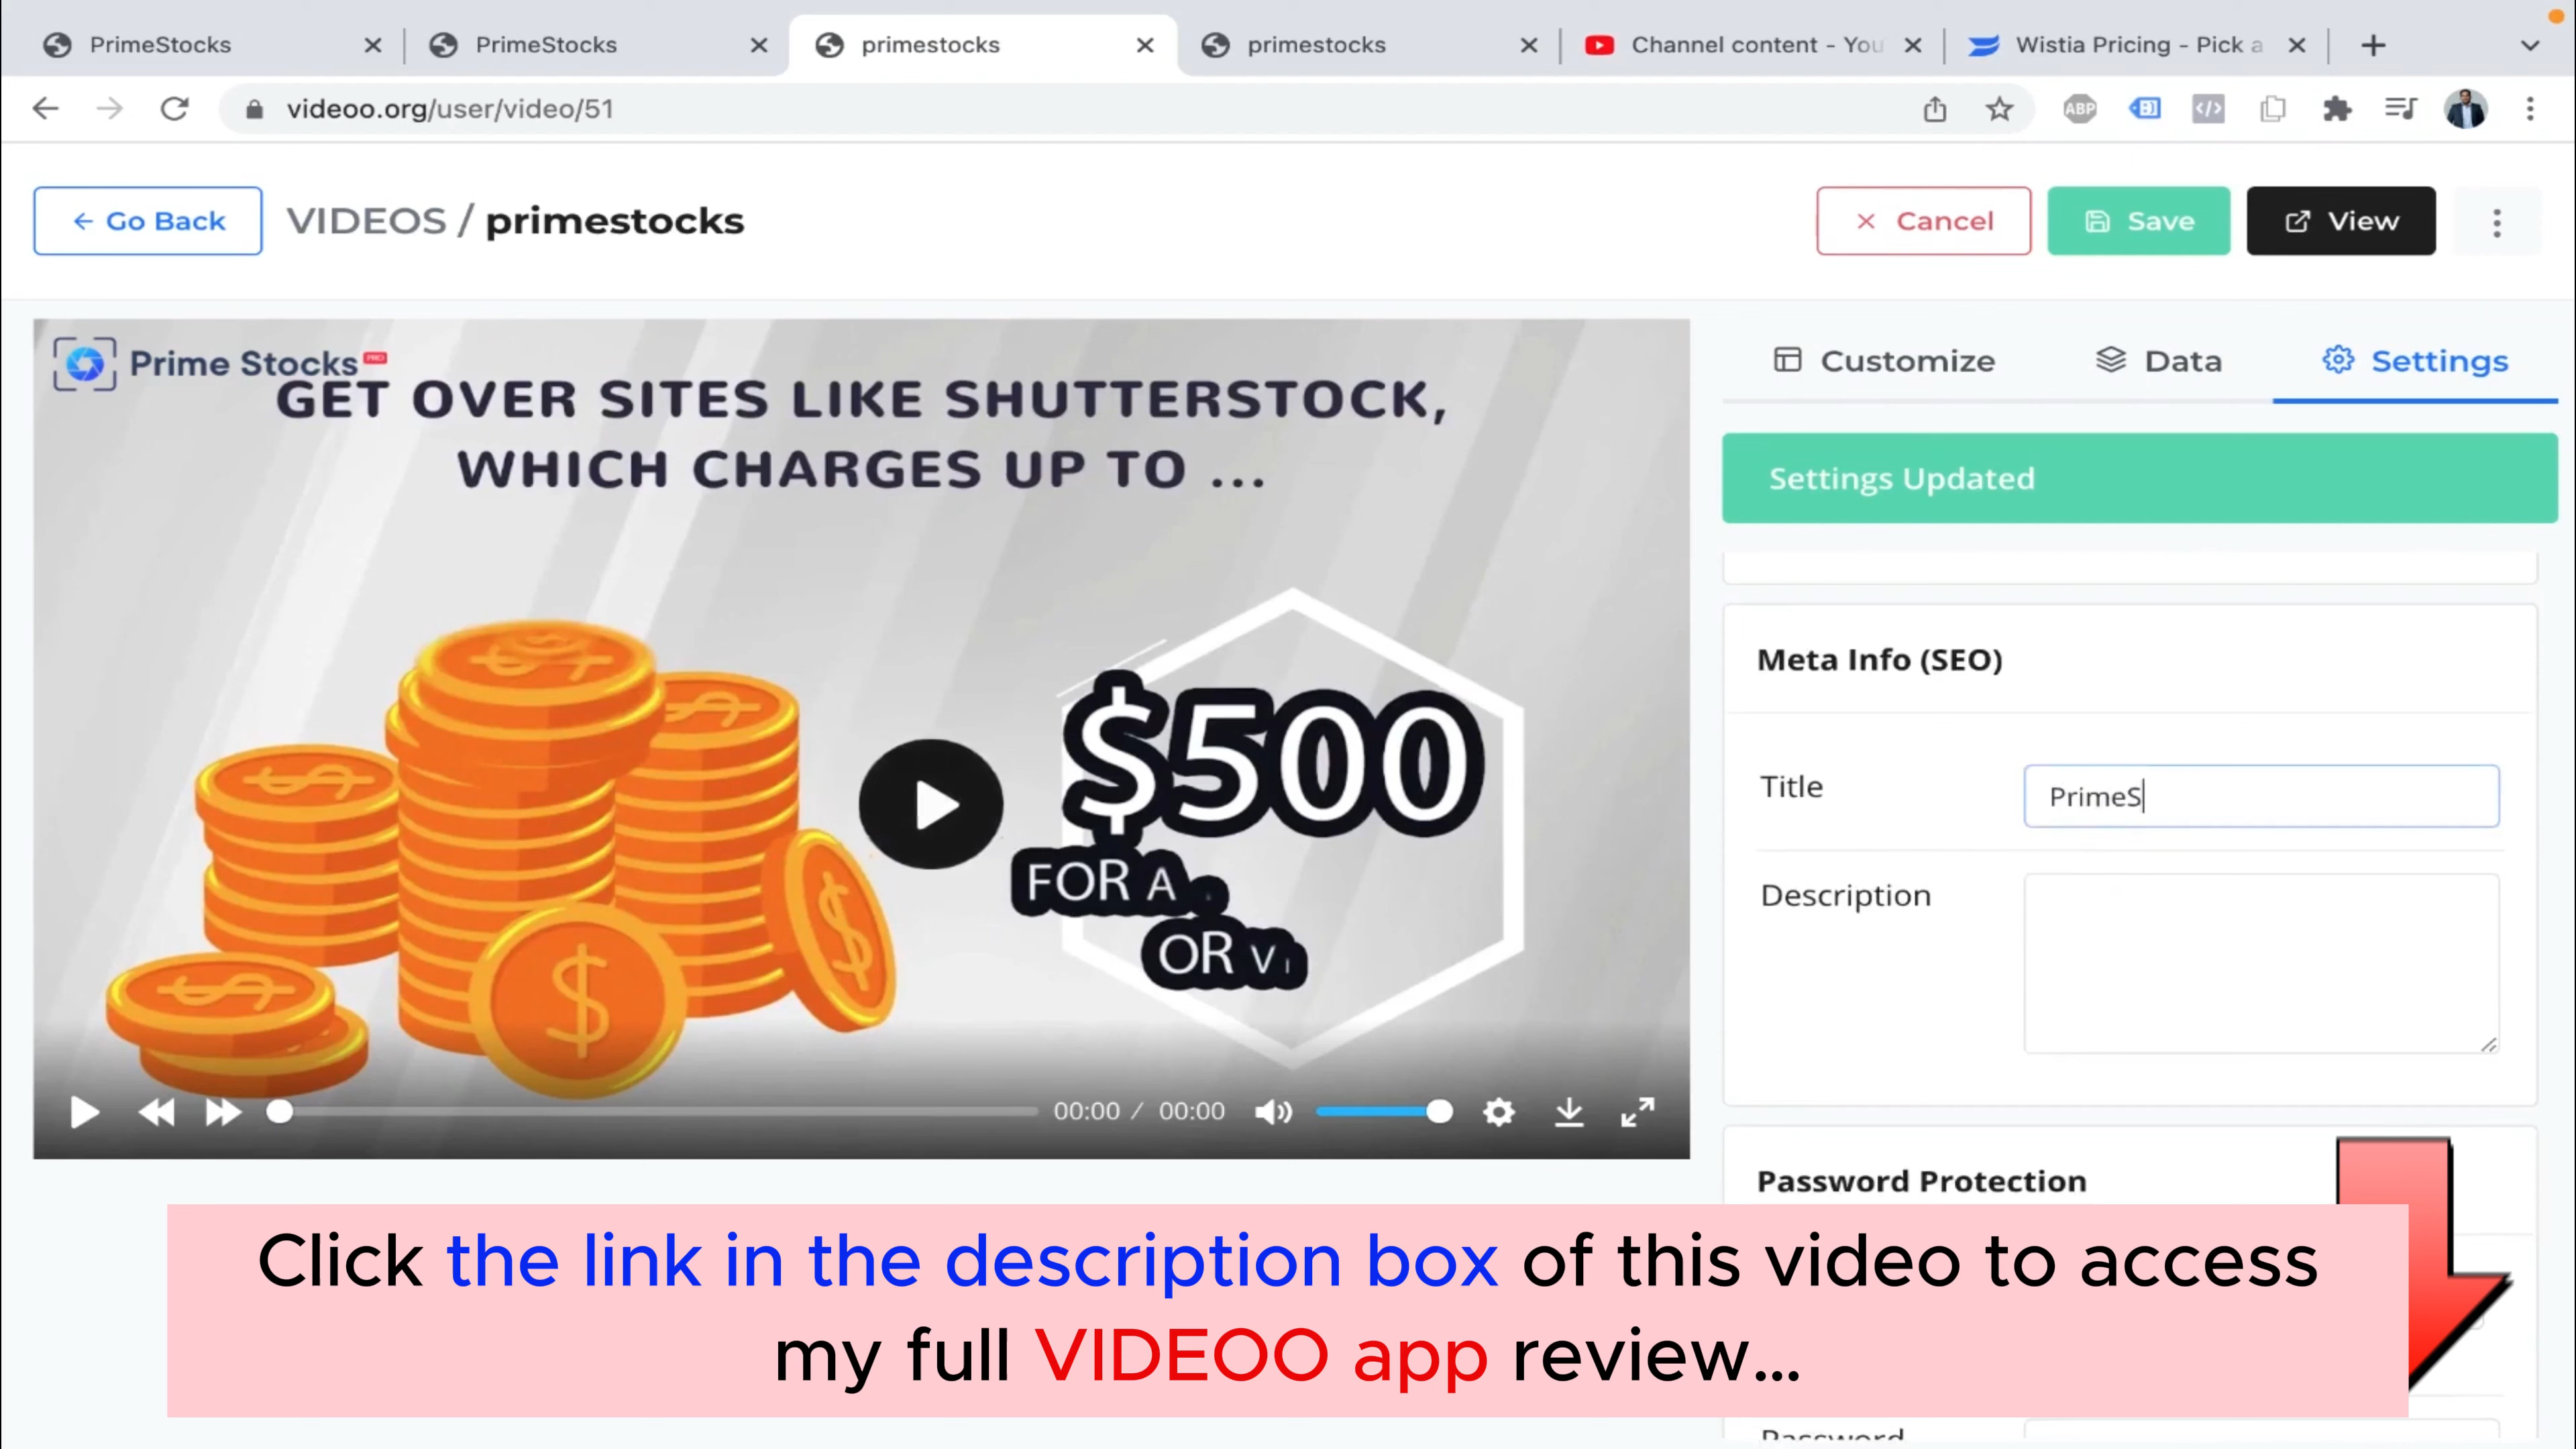 PrimeStocks
PrimeStocks
primestocks
primestocks
Channel content - You
Wistia Pricing - Pick a
videoo.org/user/video/51
ABP
Go Back
VIDEOS / primestocks
Cancel
Save
View
Prime Stocks PRO
GET OVER SITES LIKE SHUTTERSTOCK,
WHICH CHARGES UP TO ...
$500
FOR A
OR V
00:00 / 00:00
Customize
Data
Settings
Settings Updated
Meta Info (SEO)
Title
PrimeS
Description
Password Protection
Click the link in the description box of this video to access
my full VIDEOO app review...
Password